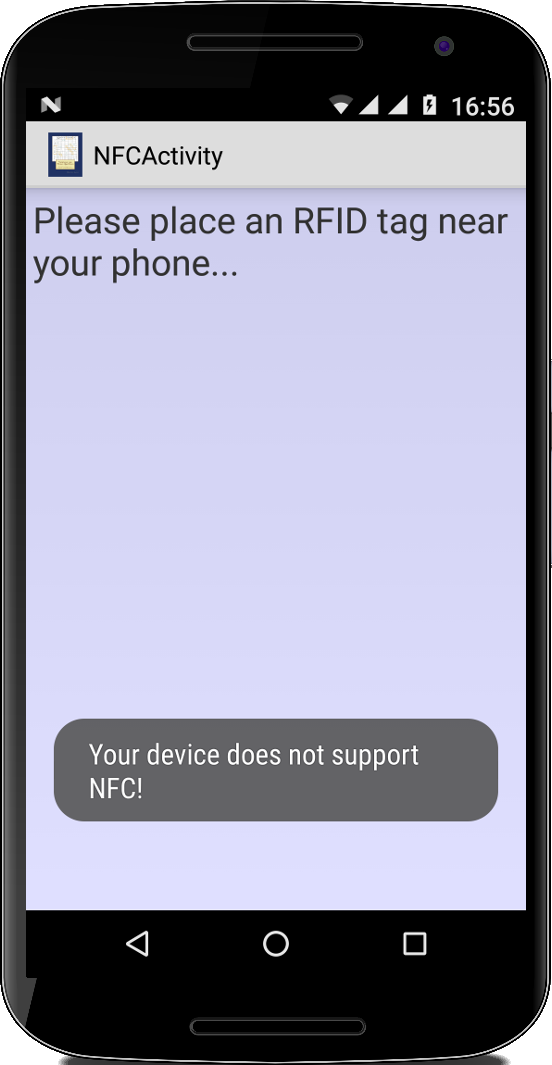 16:56
NFCActivity
Please place an RFID tag near
your phone...
Your device does not support
NFC!